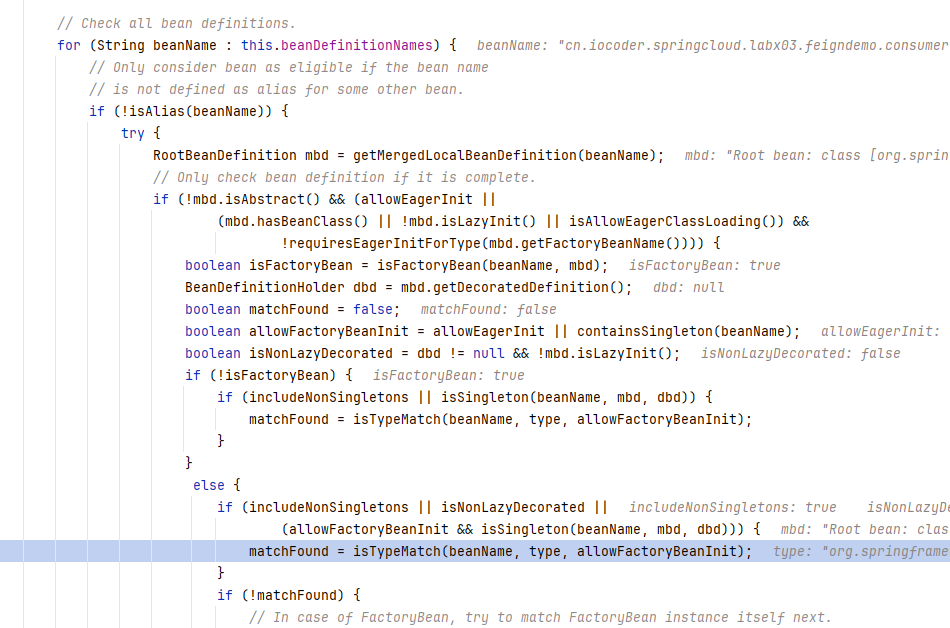 // Check all bean definitions.
for (String beanName : this.beanDefinitionNames) {  beanName: "cn.iocoder.springcloud.labx03.feigndemo.consumer
// Only consider bean as eligible if the bean name
// is not defined as alias for some other bean.
if (!isAlias(beanName)) {
try {
RootBeanDefinition mbd = getMergedLocalBeanDefinition(beanName);  mbd: "Root bean: class [org.sprin
// Only check bean definition if it is complete.
if (!mbd.isAbstract() && (allowEagerInit ||
(mbd.hasBeanClass() || !mbd.isLazyInit() || isAllowEagerClassLoading()) &&
!requiresEagerInitForType(mbd.getFactoryBeanName()))) {
boolean isFactoryBean = isFactoryBean(beanName, mbd);  isFactoryBean: true
BeanDefinitionHolder dbd = mbd.getDecoratedDefinition();  dbd: null
boolean matchFound = false;  matchFound: false
boolean allowFactoryBeanInit = allowEagerInit || containsSingleton(beanName);  allowEagerInit:
boolean isNonLazyDecorated = dbd != null && !mbd.isLazyInit();  isNonLazyDecorated: false
if (!isFactoryBean) {  isFactoryBean: true
if (includeNonSingletons || isSingleton(beanName, mbd, dbd)) {
matchFound = isTypeMatch(beanName, type, allowFactoryBeanInit);
}
}
else {
if (includeNonSingletons || isNonLazyDecorated ||  includeNonSingletons: true  isNonLazyDe
(allowFactoryBeanInit && isSingleton(beanName, mbd, dbd))) {  mbd: "Root bean: clas
matchFound = isTypeMatch(beanName, type, allowFactoryBeanInit);  type: "org.springframe
}
if (!matchFound) {
// In case of FactoryBean, try to match FactoryBean instance itself next.